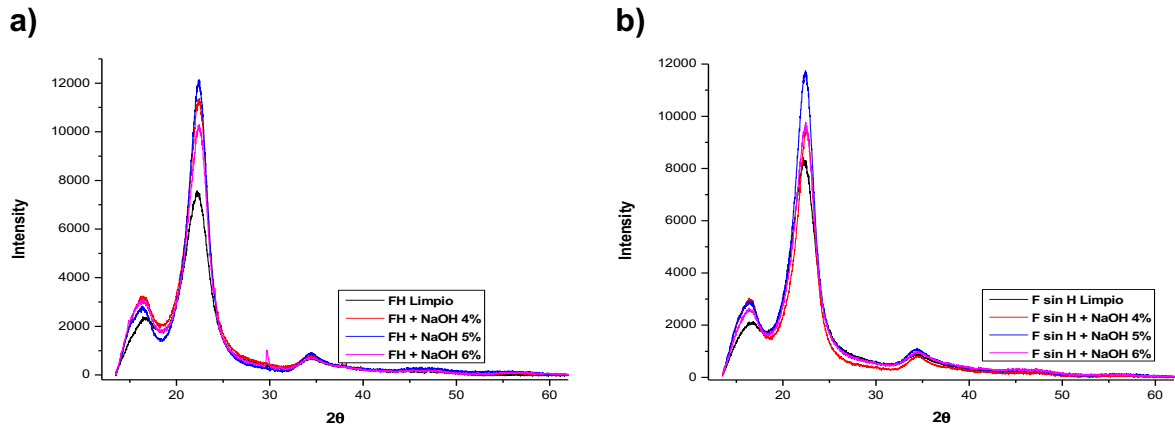 a)
12000
10000
8000
6000
4000
2000
0
Intensity
20
30
40
50
60
2θ
FH Limpio
FH + NaOH 4%
FH + NaOH 5%
FH + NaOH 6%
b)
12000
10000
8000
6000
4000
2000
0
Intensity
20
30
40
50
60
2θ
F sin H Limpio
F sin H + NaOH 4%
F sin H + NaOH 5%
F sin H + NaOH 6%